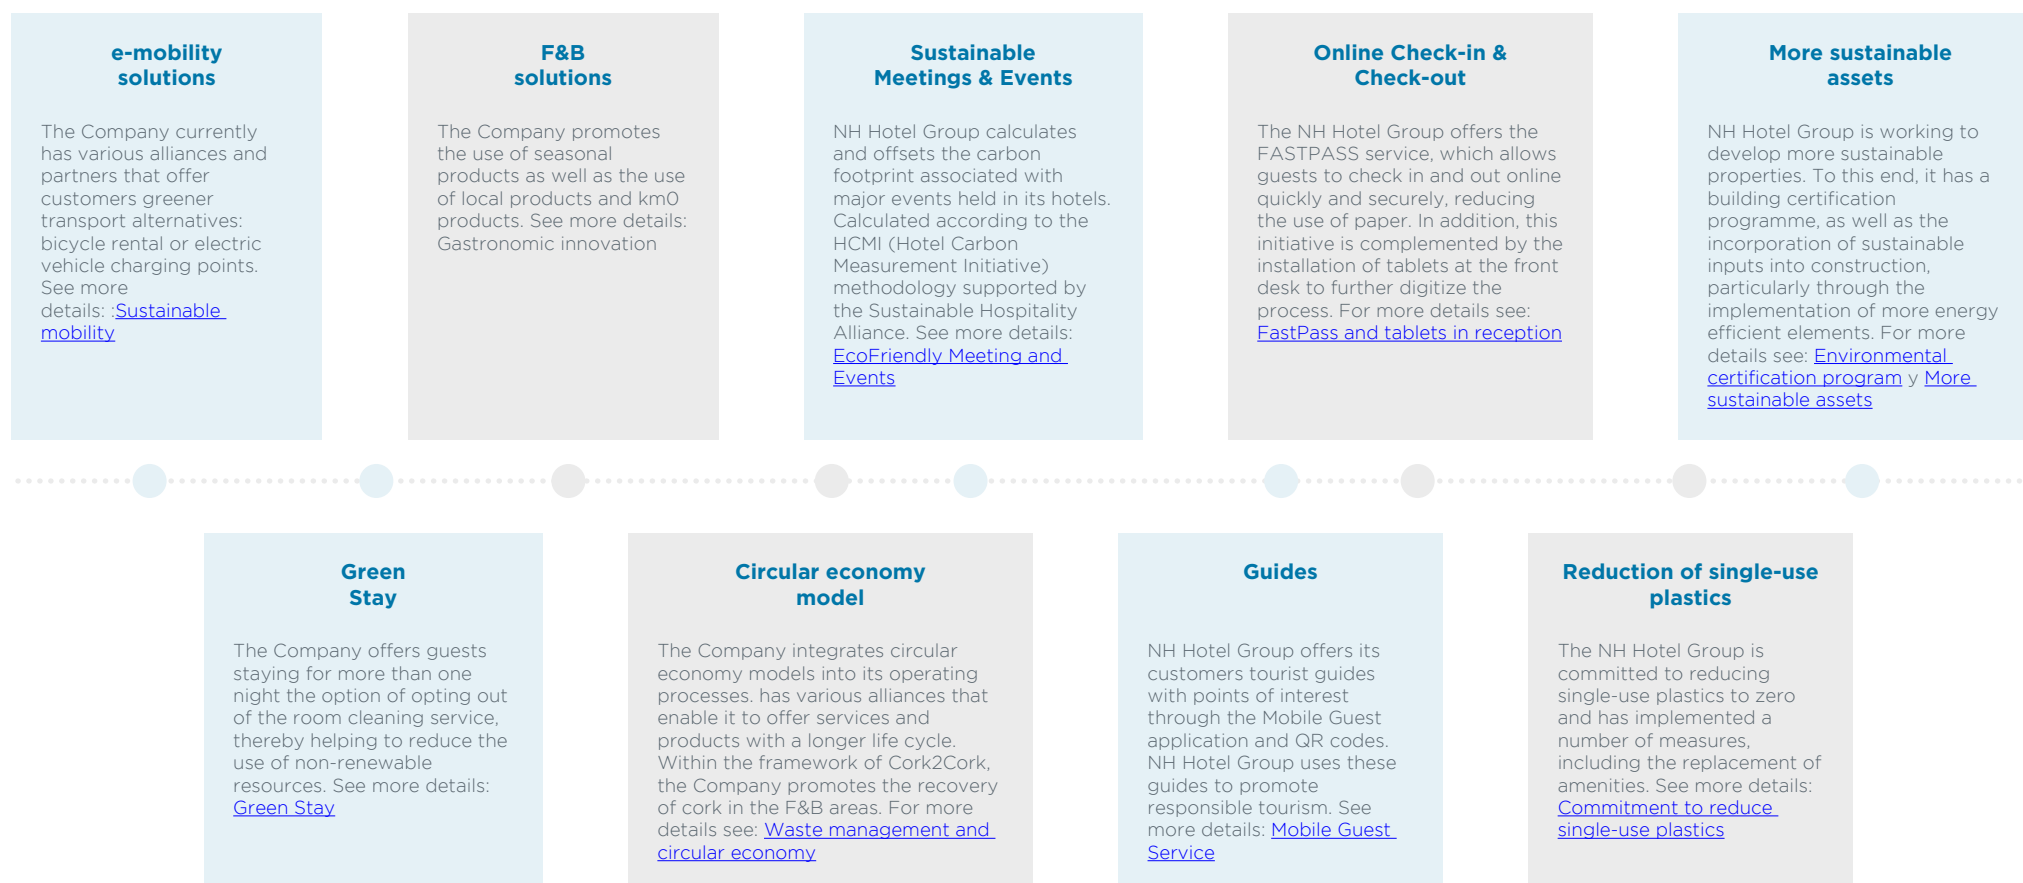 e-mobility
solutions
The Company currently
has various alliances and
partners that offer
customers greener
transport alternatives:
bicycle rental or electric
vehicle charging points.
See more
details: :Sustainable
mobility
F&B
solutions
The Company promotes
the use of seasonal
products as well as the use
of local products and km0
products. See more details:
Gastronomic innovation
Sustainable
Meetings & Events
NH Hotel Group calculates
and offsets the carbon
footprint associated with
major events held in its hotels.
Calculated according to the
HCMI (Hotel Carbon
Measurement Initiative)
methodology supported by
the Sustainable Hospitality
Alliance. See more details:
EcoFriendly Meeting and
Events
Online Check-in &
Check-out
The NH Hotel Group offers the
FASTPASS service, which allows
guests to check in and out online
quickly and securely, reducing
the use of paper. In addition, this
initiative is complemented by the
installation of tablets at the front
desk to further digitize the
process. For more details see:
FastPass and tablets in reception
More sustainable
assets
NH Hotel Group is working to
develop more sustainable
properties. To this end, it has a
building certification
programme, as well as the
incorporation of sustainable
inputs into construction,
particularly through the
implementation of more energy
efficient elements. For more
details see: Environmental
certification program y More
sustainable assets
Green
Stay
The Company offers guests
staying for more than one
night the option of opting out
of the room cleaning service,
thereby helping to reduce the
use of non-renewable
resources. See more details:
Green Stay
Circular economy
model
The Company integrates circular
economy models into its operating
processes. has various alliances that
enable it to offer services and
products with a longer life cycle.
Within the framework of Cork2Cork,
the Company promotes the recovery
of cork in the F&B areas. For more
details see: Waste management and
circular economy
Guides
NH Hotel Group offers its
customers tourist guides
with points of interest
through the Mobile Guest
application and QR codes.
NH Hotel Group uses these
guides to promote
responsible tourism. See
more details: Mobile Guest
Service
Reduction of single-use
plastics
The NH Hotel Group is
committed to reducing
single-use plastics to zero
and has implemented a
number of measures,
including the replacement of
amenities. See more details:
Commitment to reduce
single-use plastics